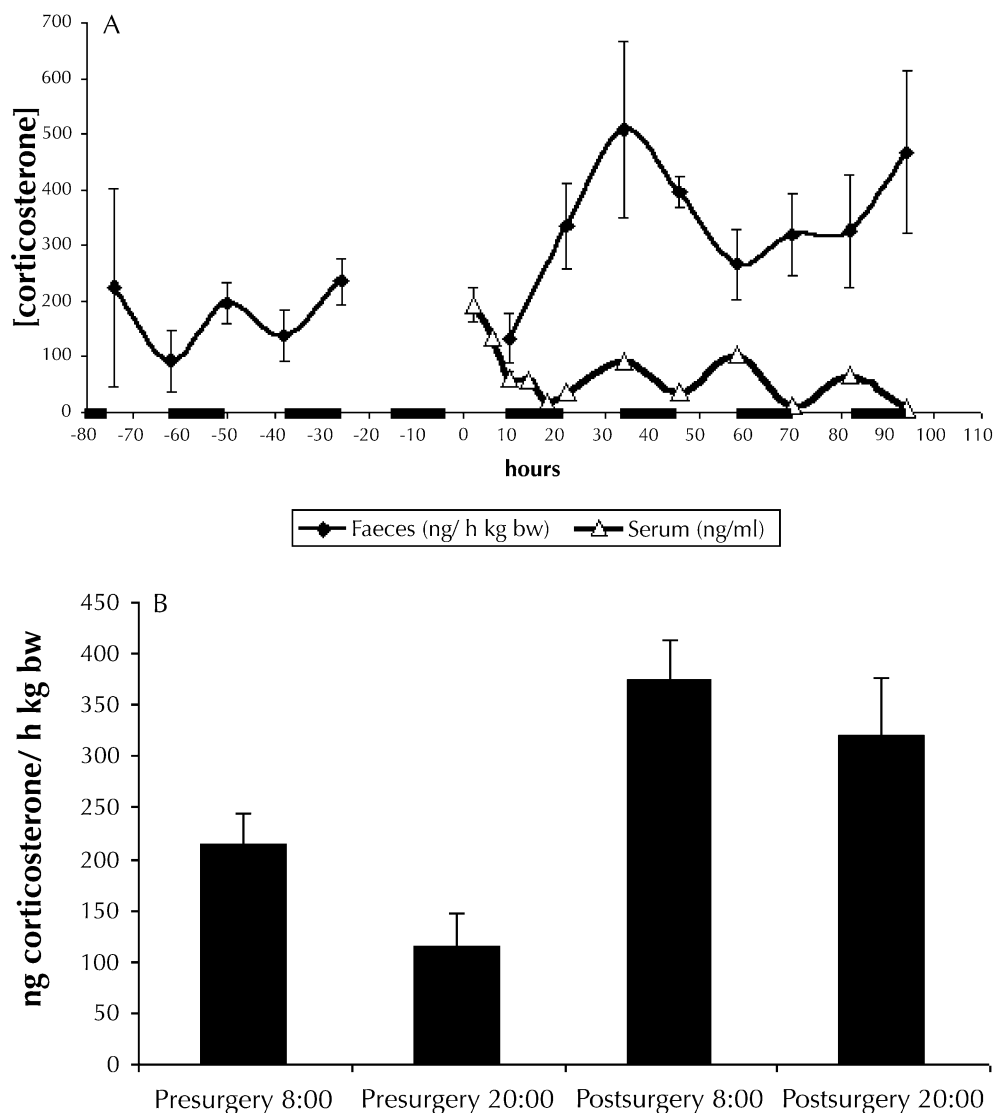 A
[corticosterone]
700
600
500
400
300
200
100
0
-80 -70 -60 -50 -40 -30 -20 -10 0 10 20 30 40 50 60 70 80 90 100 110
hours
Faeces (ng/ h kg bw) Serum (ng/ml)
B
ng corticosterone/ h kg bw
450
400
350
300
250
200
150
100
50
0
Presurgery 8:00 Presurgery 20:00 Postsurgery 8:00 Postsurgery 20:00